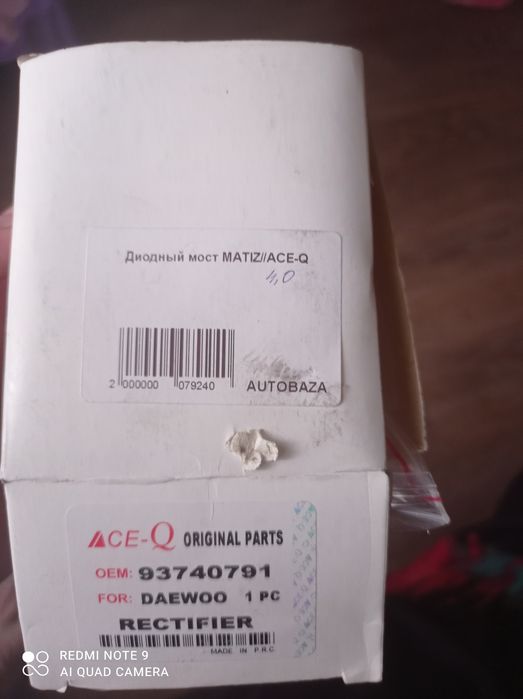 Диодный мост MATIZ//ACE-Q
4,0
2 000000 079240
AUTOBAZA
ACE-Q ORIGINAL PARTS
OEM: 93740791
FOR: DAEWOO 1 PC
RECTIFIER
MADE IN P.R.C.
REDMI NOTE 9
AI QUAD CAMERA